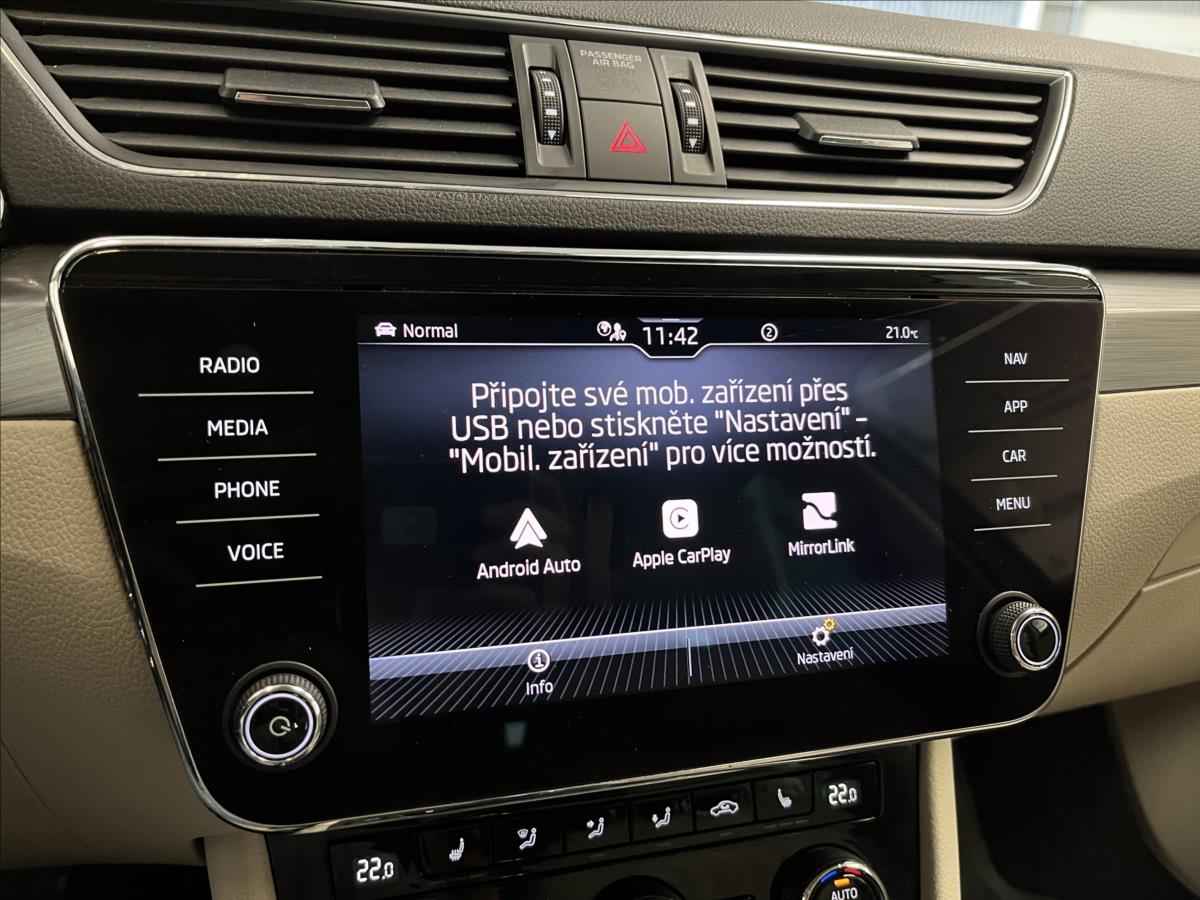 PASSENGER
AIR BAG
Normal
11:42
2
21.0°C
Připojte své mob. zařízení přes
USB nebo stiskněte "Nastavení" –
"Mobil. zařízení" pro více možností.
Android Auto
Apple CarPlay
MirrorLink
Info
Nastavení
RADIO
MEDIA
PHONE
VOICE
NAV
APP
CAR
MENU
22.0
22.0
AUTO